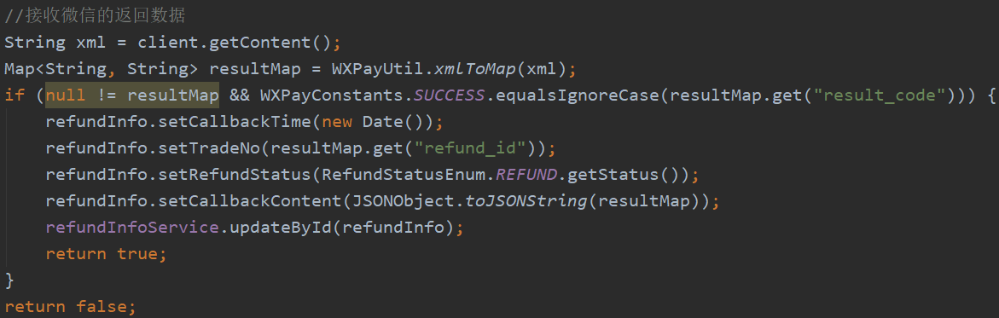 //接收微信的返回数据
String xml = client.getContent();
Map<String, String> resultMap = WXPayUtil.xmlToMap(xml);
if (null != resultMap && WXPayConstants.SUCCESS.equalsIgnoreCase(resultMap.get("result_code"))) {
    refundInfo.setCallbackTime(new Date());
    refundInfo.setTradeNo(resultMap.get("refund_id"));
    refundInfo.setRefundStatus(RefundStatusEnum.REFUND.getStatus());
    refundInfo.setCallbackContent(JSONObject.toJSONString(resultMap));
    refundInfoService.updateById(refundInfo);
    return true;
}
return false;